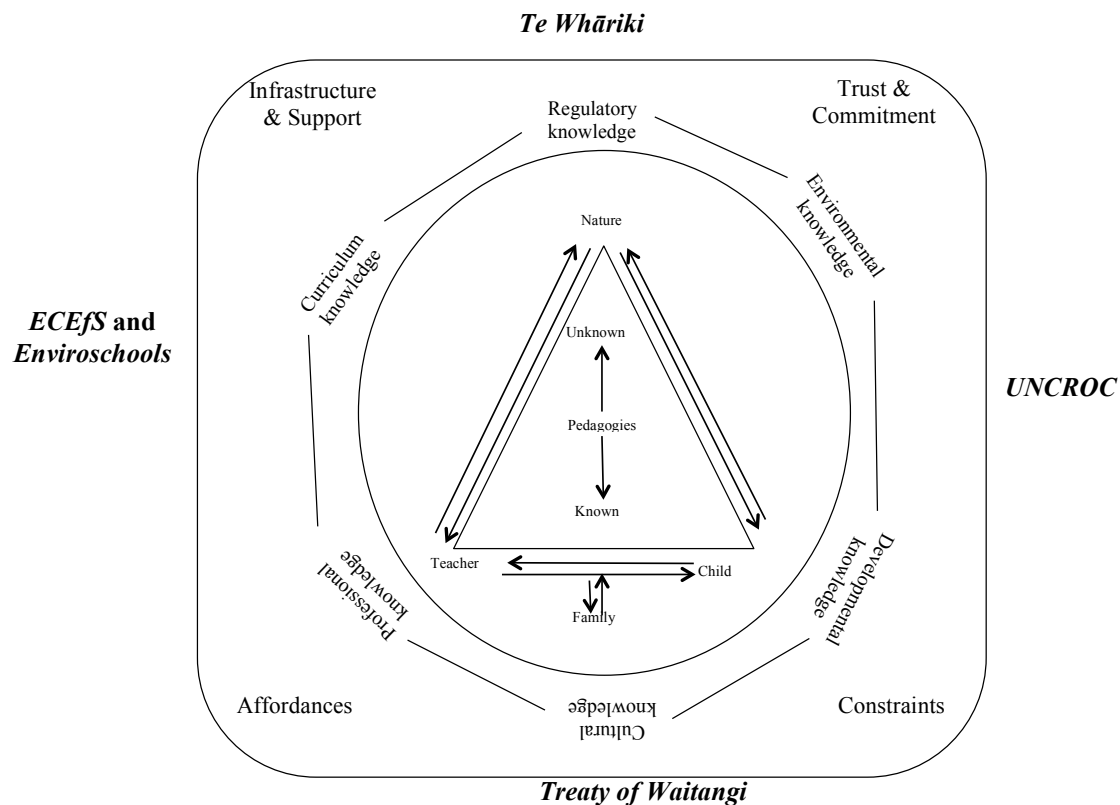 Te Whāriki
Infrastructure
& Support
Trust &
Commitment
Regulatory
knowledge
Environmental
knowledge
Curriculum
knowledge
Nature
ECEfS and
Enviroschools
Unknown
UNCROC
Pedagogies
Known
Teacher
Child
Family
Professional
knowledge
Developmental
knowledge
Affordances
Constraints
Cultural
knowledge
Treaty of Waitangi